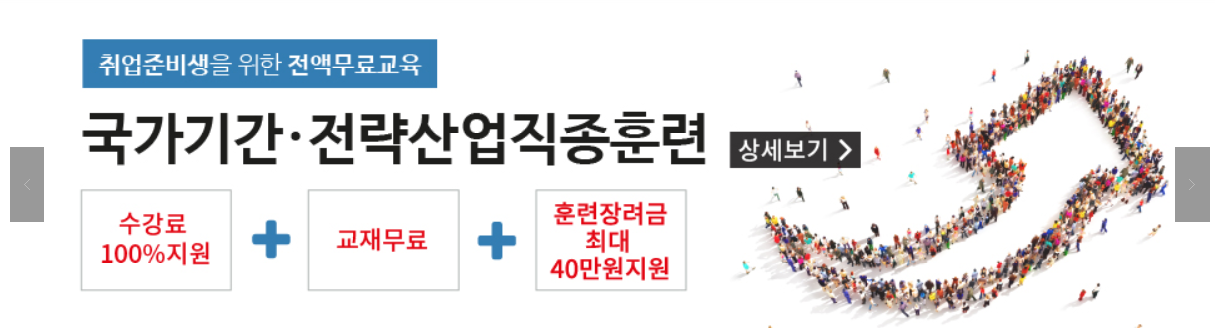 취업준비생을 위한 전액무료교육
국가기간·전략산업직종훈련
상세보기
수강료
100%지원
교재무료
훈련장려금
최대
40만원지원